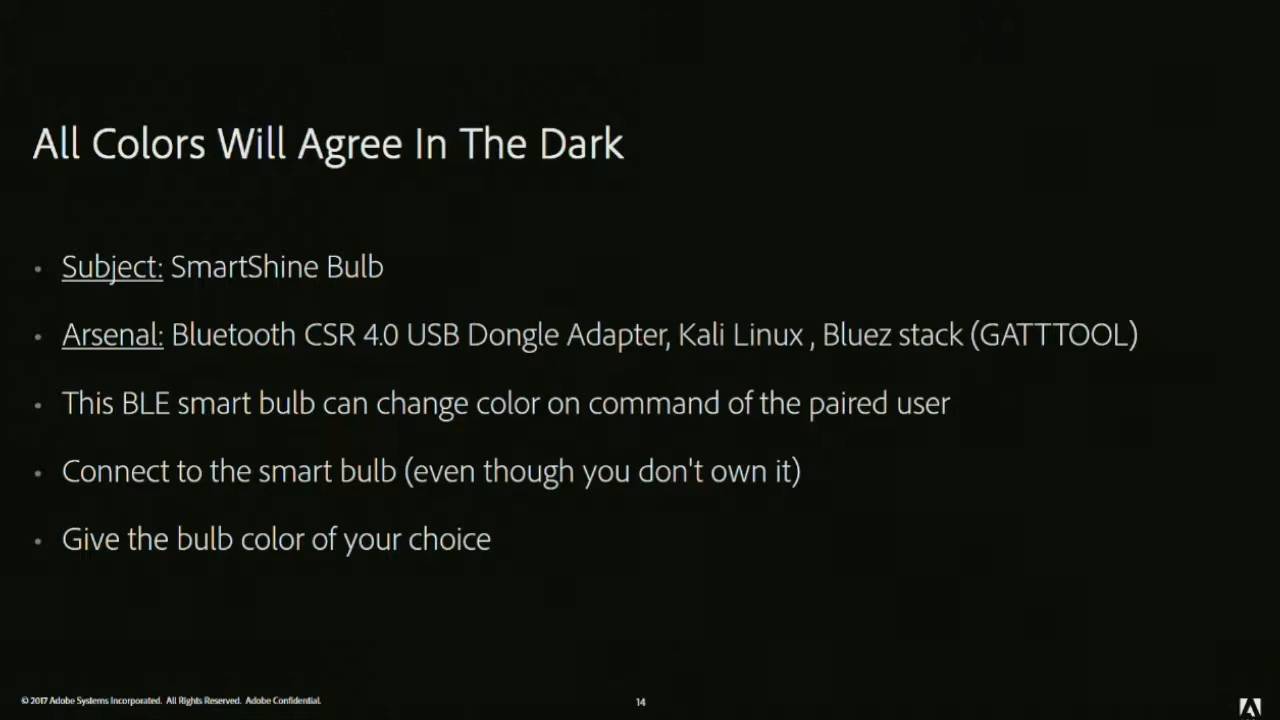 All Colors Will Agree In The Dark
• Subject: SmartShine Bulb
• Arsenal: Bluetooth CSR 4.0 USB Dongle Adapter, Kali Linux , Bluez stack (GATTTOOL)
• This BLE smart bulb can change color on command of the paired user
• Connect to the smart bulb (even though you don't own it)
• Give the bulb color of your choice
© 2017 Adobe Systems Incorporated. All Rights Reserved. Adobe Confidential.
14